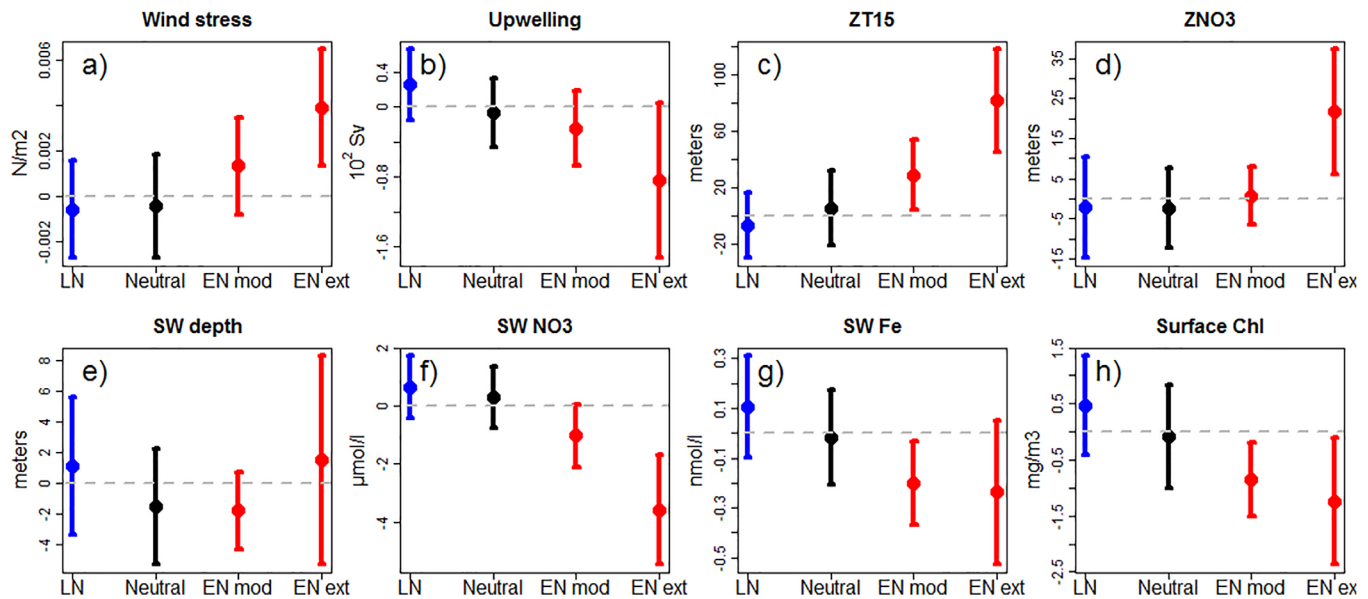 Wind stress
a)
N/m2
0.006
0.002
0
-0.002
LN Neutral EN mod EN ext
Upwelling
b)
10² Sv
0.4
0
-0.8
-1.6
LN Neutral EN mod EN ext
ZT15
c)
meters
100
60
20
-20
LN Neutral EN mod EN ext
ZNO3
d)
meters
35
25
15
5
-5
-15
LN Neutral EN mod EN ext
SW depth
e)
meters
8
6
4
2
0
-2
-4
LN Neutral EN mod EN ext
SW NO3
f)
µmol/l
2
0
-2
-4
LN Neutral EN mod EN ext
SW Fe
g)
nmol/l
0.3
0.1
-0.1
-0.3
-0.5
LN Neutral EN mod EN ext
Surface Chl
h)
mg/m3
1.5
0.5
-0.5
-1.5
-2.5
LN Neutral EN mod EN ext